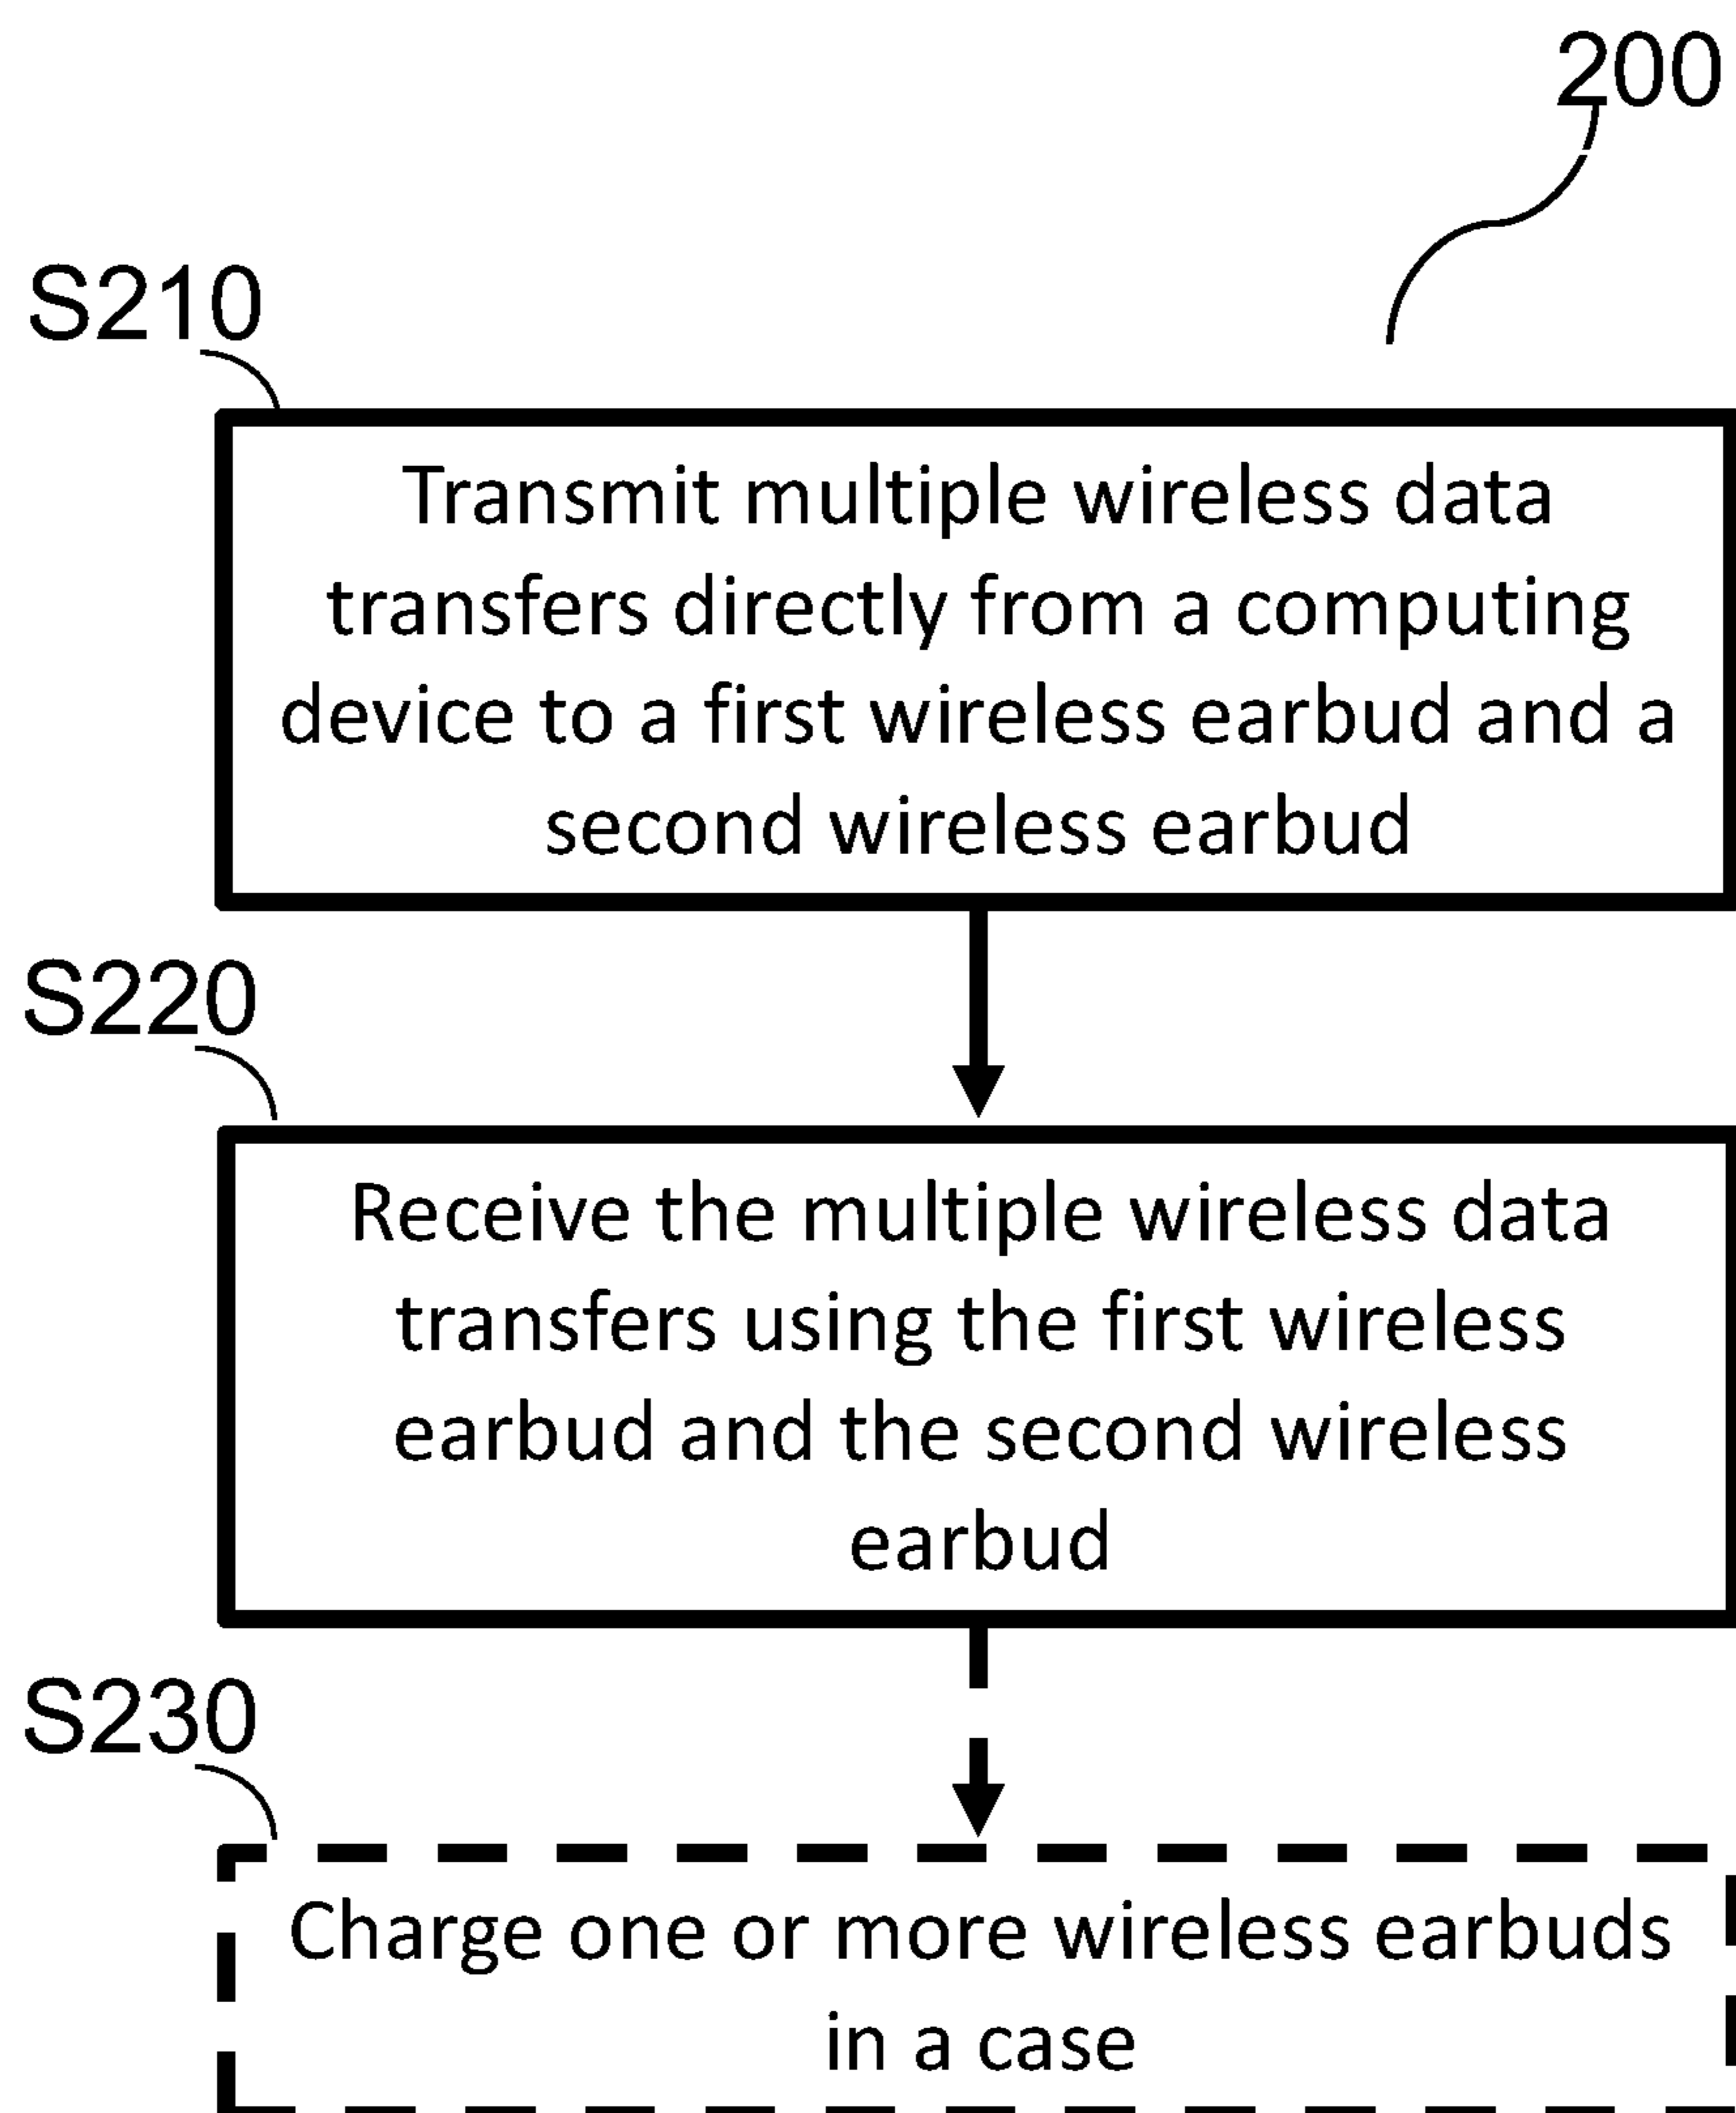 200
S210
Transmit multiple wireless data
transfers directly from a computing
device to a first wireless earbud and a
second wireless earbud
S220
Receive the multiple wireless data
transfers using the first wireless
earbud and the second wireless
earbud
S230
Charge one or more wireless earbuds
in a case